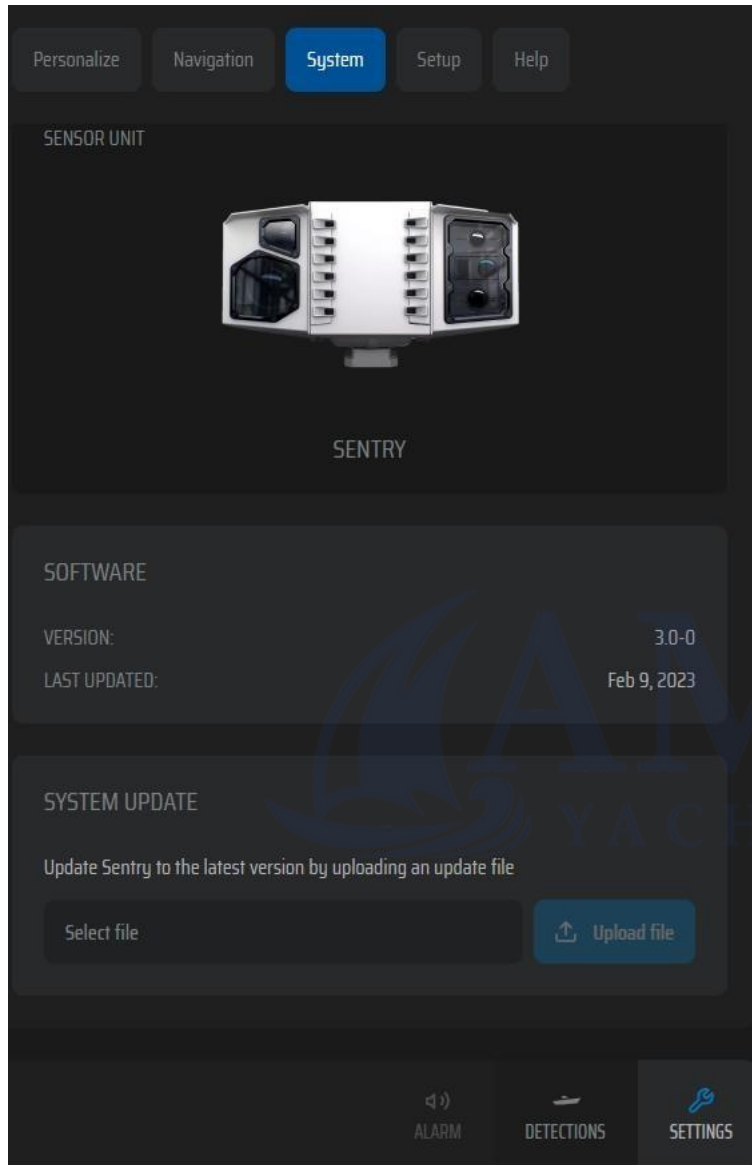 Personalize Navigation System Setup Help
SENSOR UNIT
SENTRY
SOFTWARE
VERSION: 3.0-0
LAST UPDATED: Feb 9, 2023
SYSTEM UPDATE
Update Sentry to the latest version by uploading an update file
Select file Upload file
ALARM DETECTIONS SETTINGS